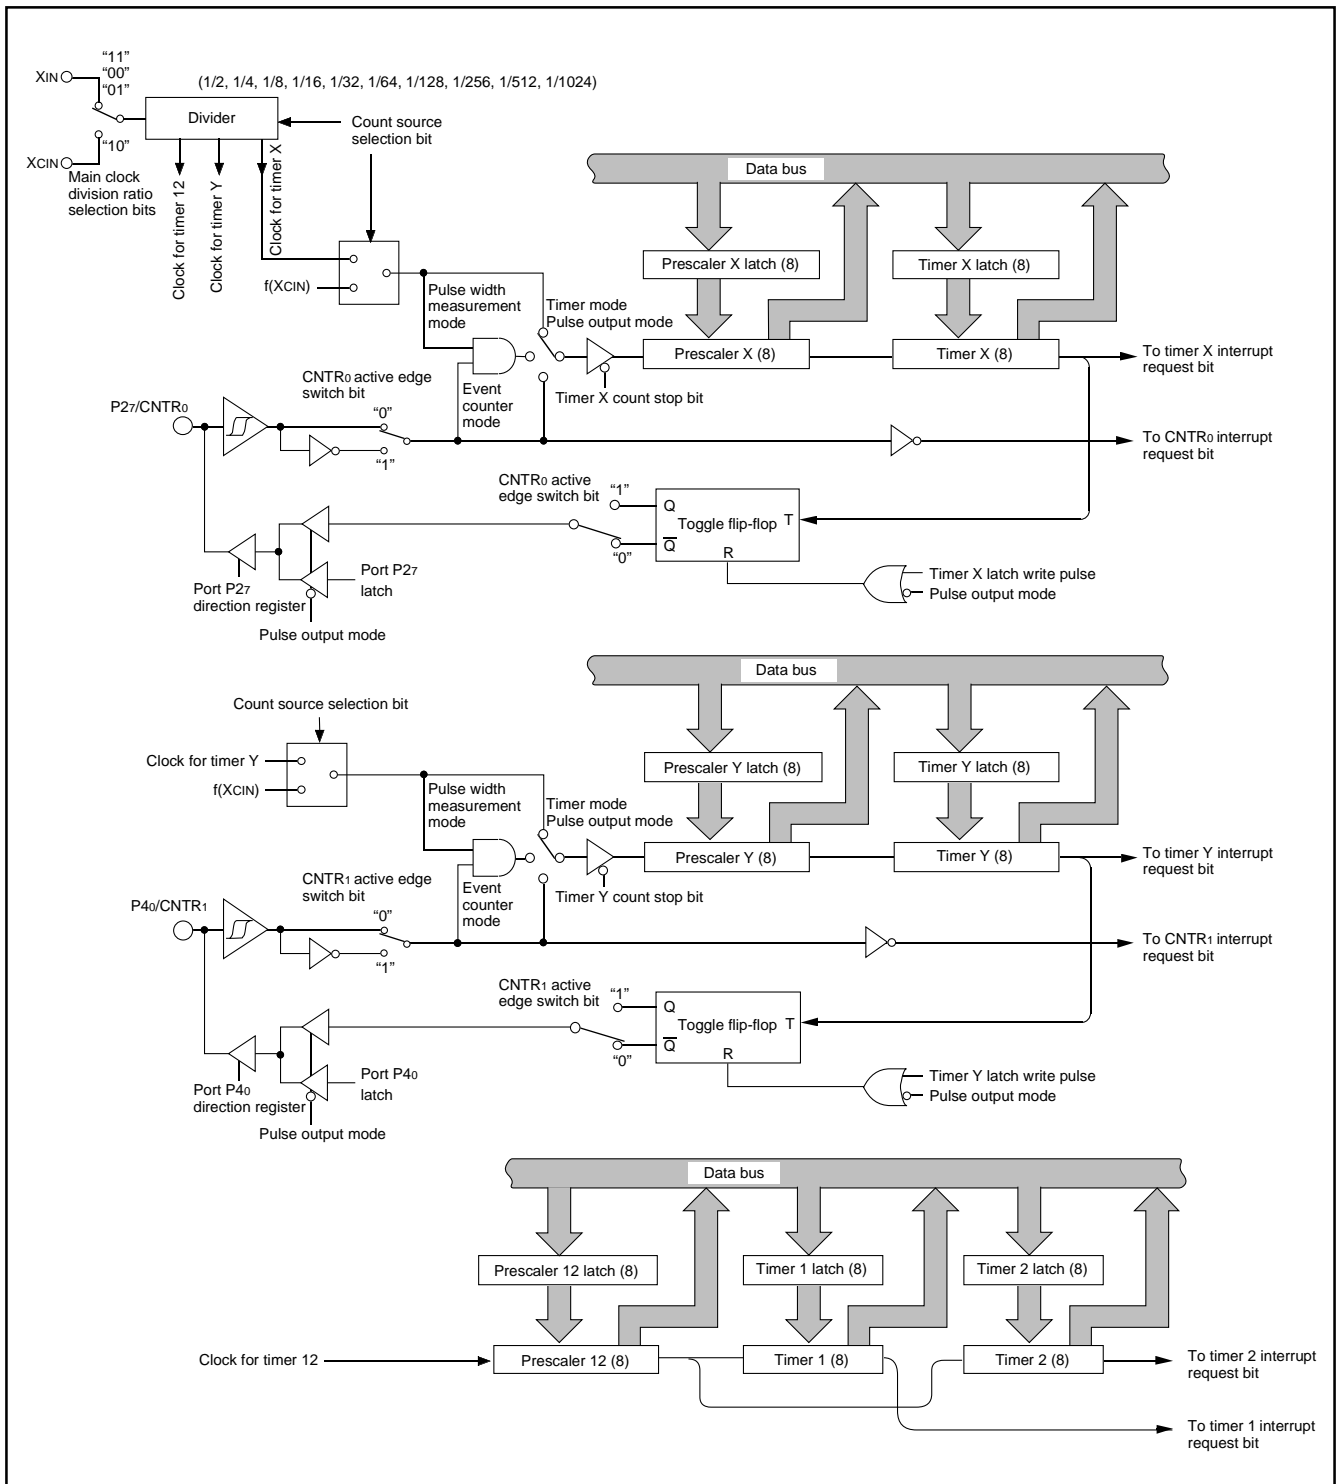 “11”
“00”
“01”
XIN
(1/2, 1/4, 1/8, 1/16, 1/32, 1/64, 1/128, 1/256, 1/512, 1/1024)
Divider
Count source
selection bit
“10”
XCIN
Main clock
division ratio
selection bits
Clock for timer 12
Clock for timer Y
Clock for timer X
Data bus
Prescaler X latch (8)
Timer X latch (8)
f(XCIN)
Pulse width
measurement
mode
Timer mode
Pulse output mode
Prescaler X (8)
Timer X (8)
To timer X interrupt
request bit
CNTR0 active edge
switch bit
Event
counter
mode
Timer X count stop bit
P27/CNTR0
“0”
“1”
To CNTR0 interrupt
request bit
CNTR0 active
edge switch bit
“1”
Q
Toggle flip-flop
T
Q
R
“0”
Port P27
latch
Port P27
direction register
Pulse output mode
Timer X latch write pulse
Pulse output mode
Data bus
Count source selection bit
Clock for timer Y
f(XCIN)
Prescaler Y latch (8)
Timer Y latch (8)
Pulse width
measurement
mode
Timer mode
Pulse output mode
Prescaler Y (8)
Timer Y (8)
To timer Y interrupt
request bit
CNTR1 active edge
switch bit
Event
counter
mode
Timer Y count stop bit
P40/CNTR1
“0”
“1”
To CNTR1 interrupt
request bit
CNTR1 active
edge switch bit
“1”
Q
Toggle flip-flop
T
Q
R
“0”
Port P40
latch
Port P40
direction register
Pulse output mode
Timer Y latch write pulse
Pulse output mode
Data bus
Prescaler 12 latch (8)
Timer 1 latch (8)
Timer 2 latch (8)
Clock for timer 12
Prescaler 12 (8)
Timer 1 (8)
Timer 2 (8)
To timer 2 interrupt
request bit
To timer 1 interrupt
request bit